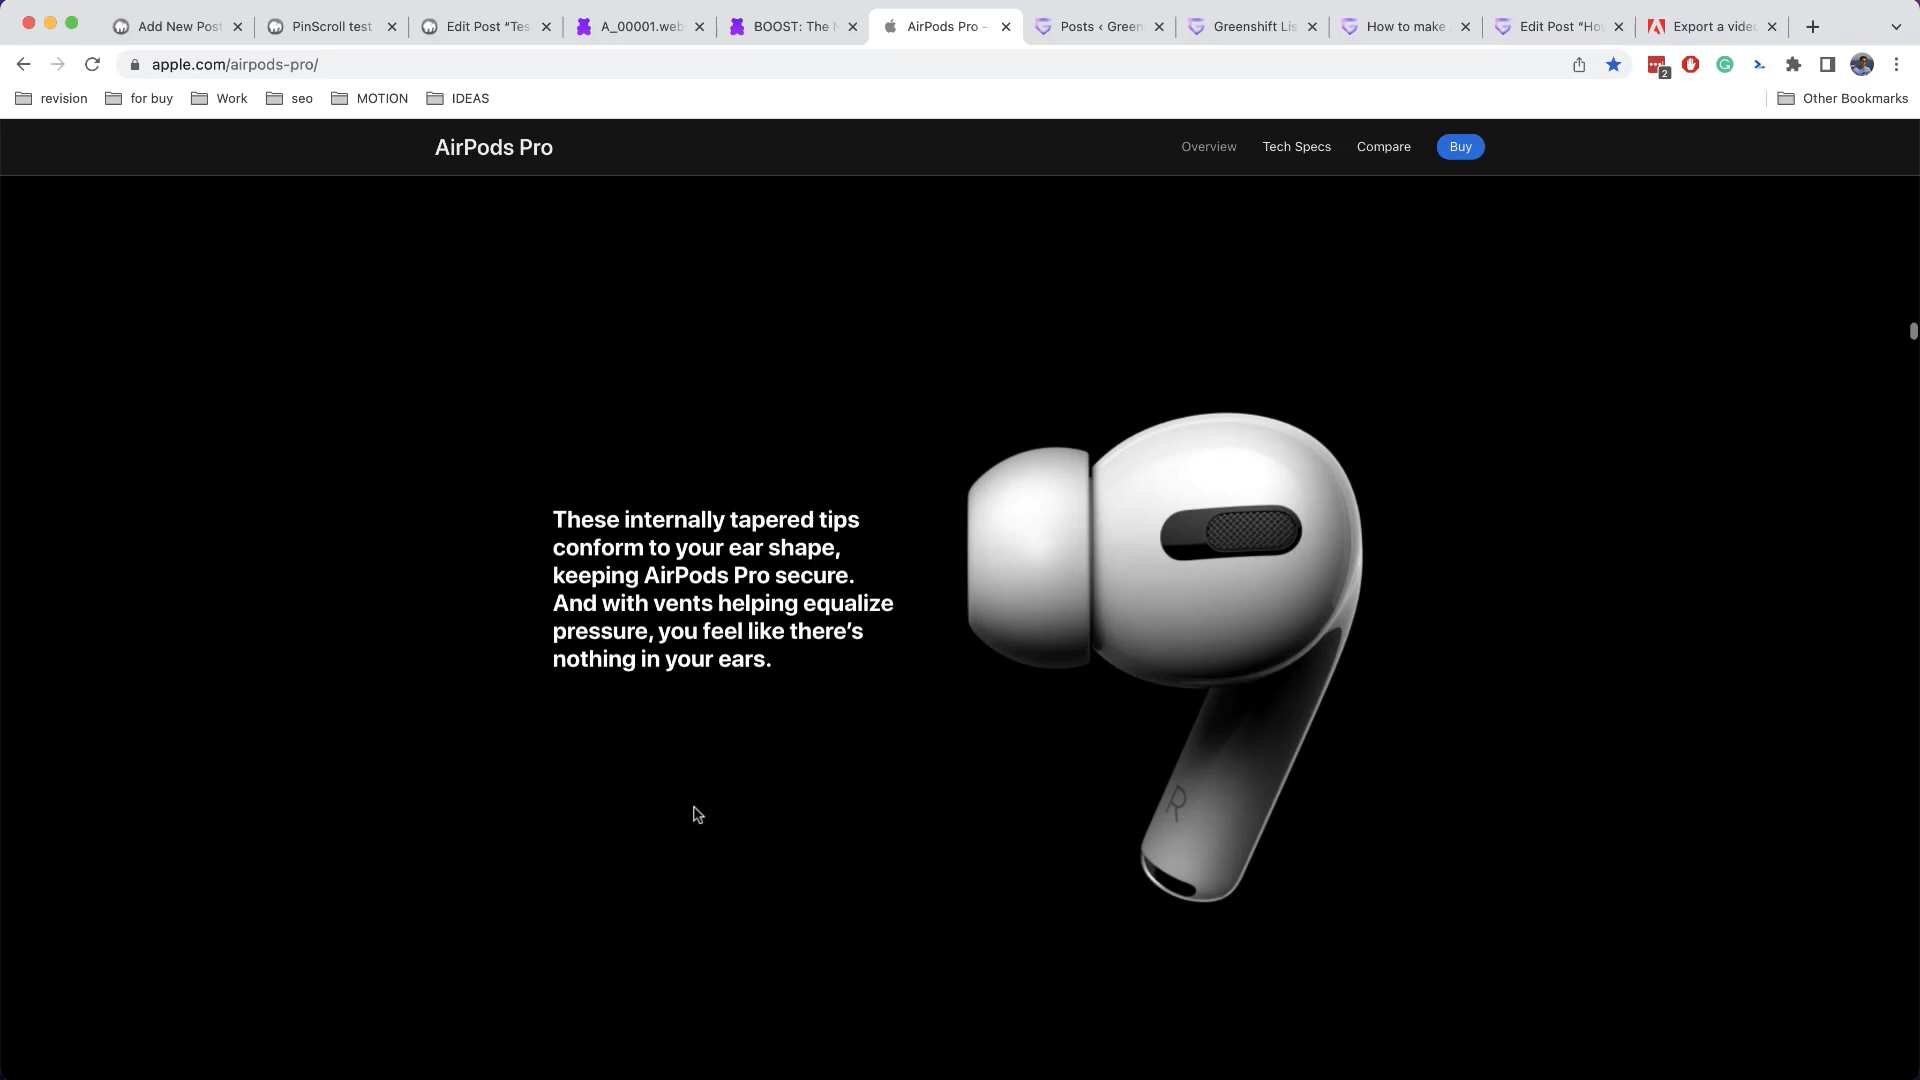 Add New Post
PinScroll test
Edit Post “Tes
A_00001.web
BOOST: The N
AirPods Pro -
Posts ‹ Green
Greenshift Lis
How to make
Edit Post “Ho
Export a video
apple.com/airpods-pro/
2
revision
for buy
Work
seo
MOTION
IDEAS
Other Bookmarks
AirPods Pro
Overview
Tech Specs
Compare
Buy
These internally tapered tips
conform to your ear shape,
keeping AirPods Pro secure.
And with vents helping equalize
pressure, you feel like there’s
nothing in your ears.
R